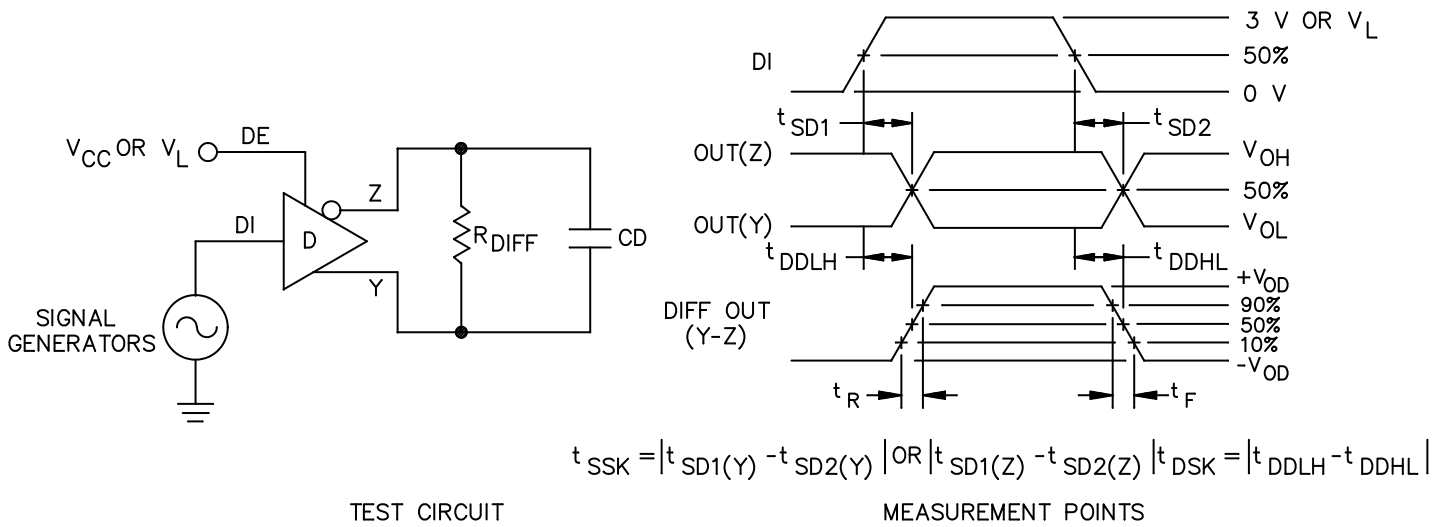 V_CC OR V_L
DE
DI
D
Z
Y
R_DIFF
CD
SIGNAL
GENERATORS
TEST CIRCUIT
DI
3 V OR V_L
50%
0 V
t_SD1
t_SD2
OUT(Z)
V_OH
50%
OUT(Y)
V_OL
t_DDLH
t_DDHL
DIFF OUT
(Y-Z)
+V_OD
90%
50%
10%
-V_OD
t_R
t_F
t_SSK = |t_SD1(Y) - t_SD2(Y)| OR |t_SD1(Z) - t_SD2(Z)| t_DSK = |t_DDLH - t_DDHL|
MEASUREMENT POINTS